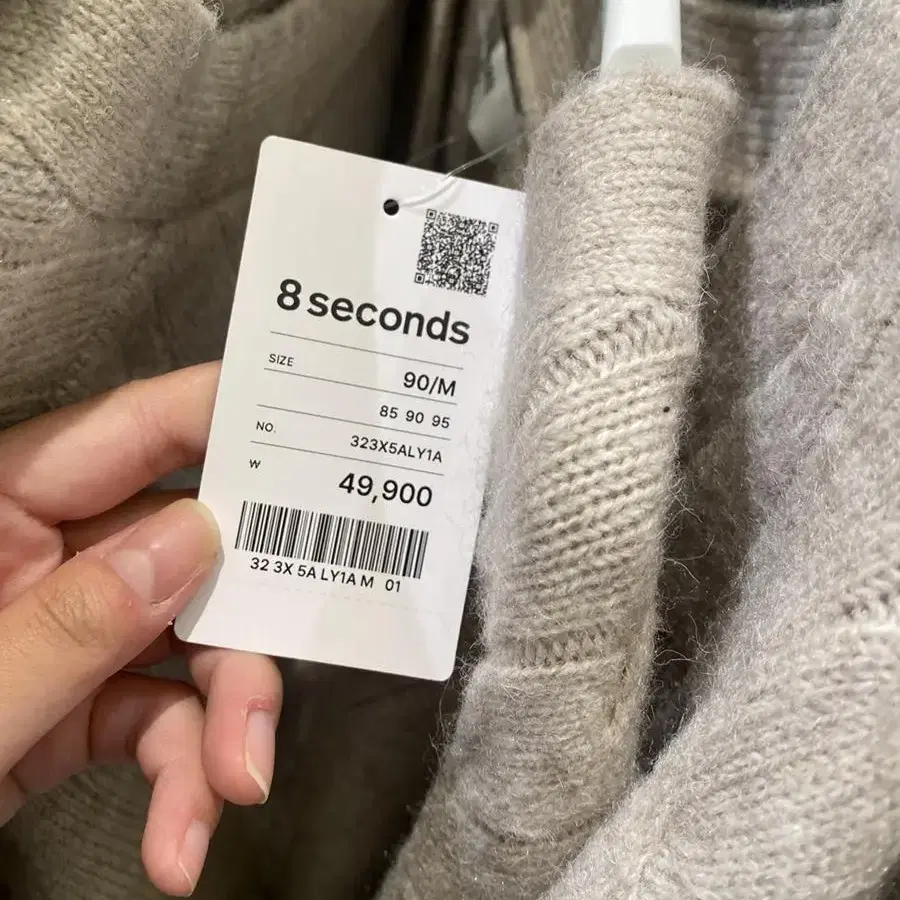 8 seconds
SIZE 90/M
85 90 95
NO. 323X5ALY1A
W 49,900
32 3X 5A LY1A M 01